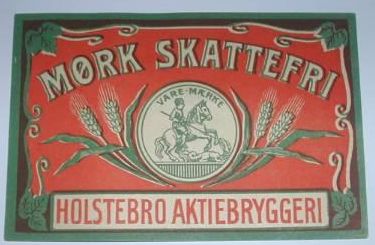 MØRK SKATTEFRI
VARE-MÆRKE
HOLSTEBRO AKTIEBRYGGERI